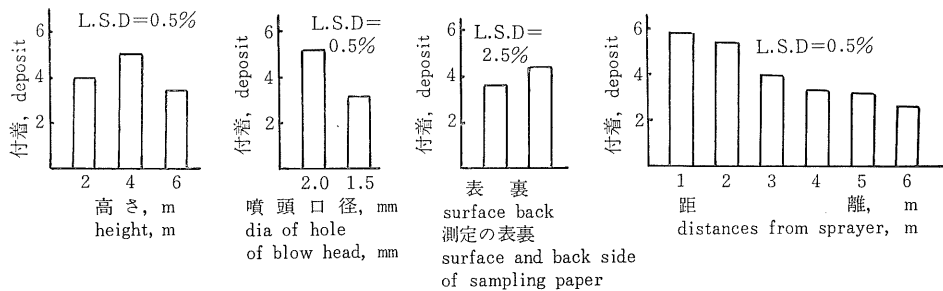 付着, deposit
6
4
2
L.S.D=0.5%
2 4 6
高さ, m
height, m
付着, deposit
6
4
2
L.S.D=
0.5%
2.0 1.5
噴頭口径, mm
dia of hole
of blow head, mm
付着, deposit
6
4
2
L.S.D=
2.5%
表 裏
surface back
測定の表裏
surface and back side
of sampling paper
付着, deposit
6
4
2
L.S.D=0.5%
1 2 3 4 5 6
距 離, m
distances from sprayer, m